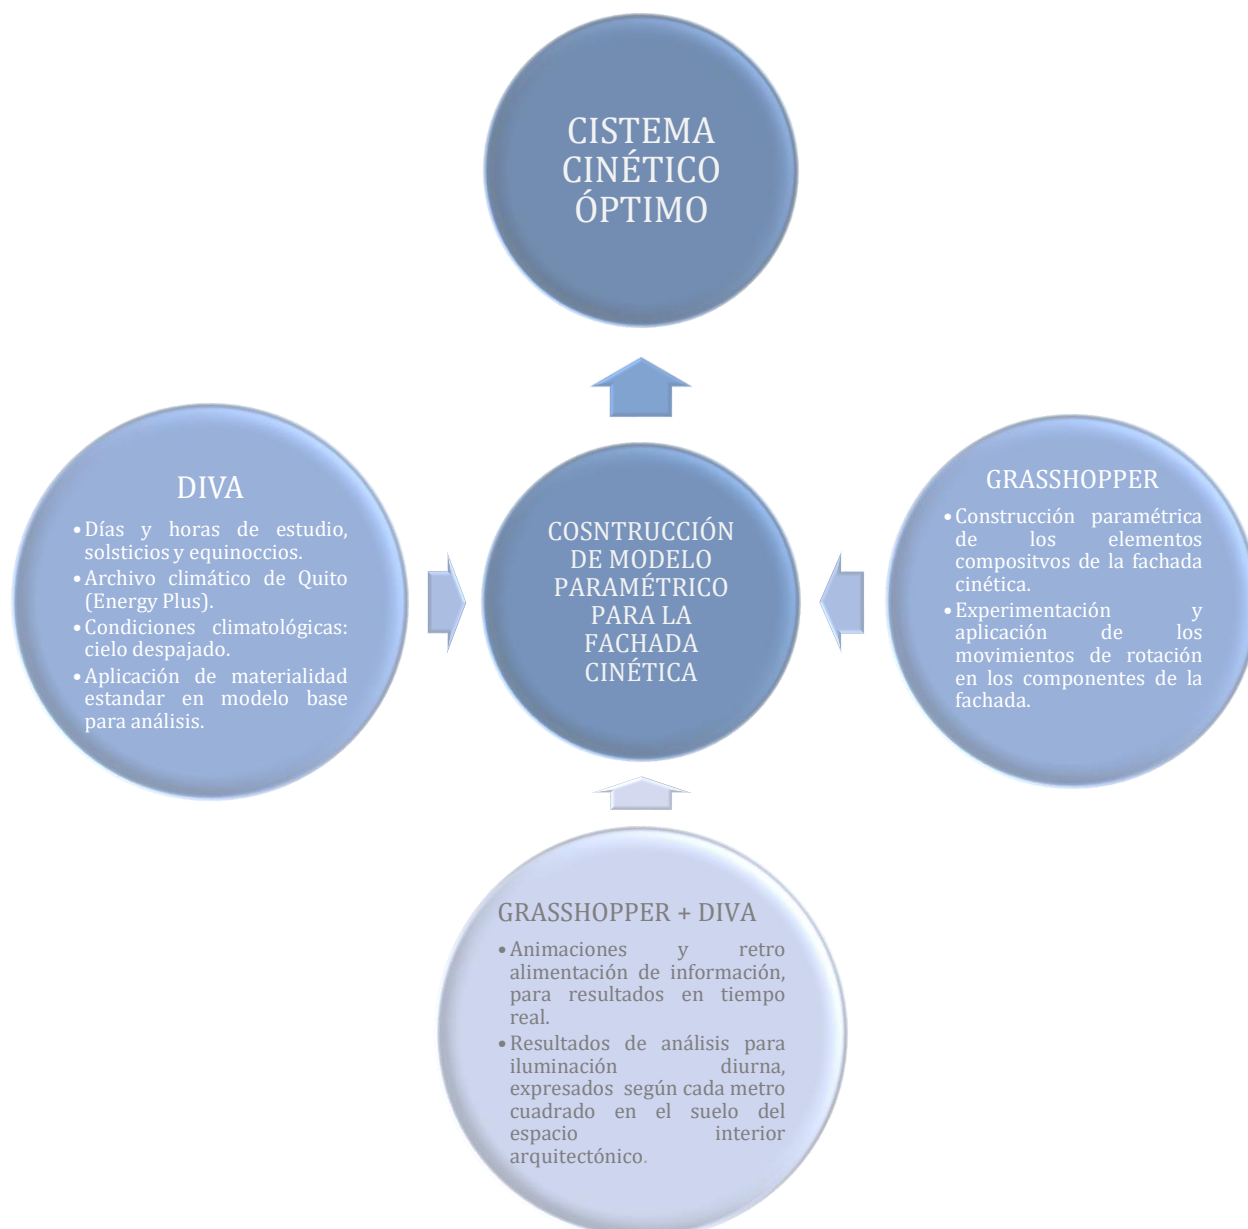 CISTEMA
CINÉTICO
ÓPTIMO
DIVA
•Días y horas de estudio,
solsticios y equinoccios.
•Archivo climático de Quito
(Energy Plus).
•Condiciones climatológicas:
cielo despajado.
•Aplicación de materialidad
estandar en modelo base
para análisis.
COSNTRUCCIÓN
DE MODELO
PARAMÉTRICO
PARA LA
FACHADA
CINÉTICA
GRASSHOPPER
•Construcción paramétrica
de los elementos
compositvos de la fachada
cinética.
•Experimentación y
aplicación de los
movimientos de rotación
en los componentes de la
fachada.
GRASSHOPPER + DIVA
•Animaciones y retro
alimentación de información,
para resultados en tiempo
real.
•Resultados de análisis para
iluminación diurna,
expresados según cada metro
cuadrado en el suelo del
espacio interior
arquitectónico.